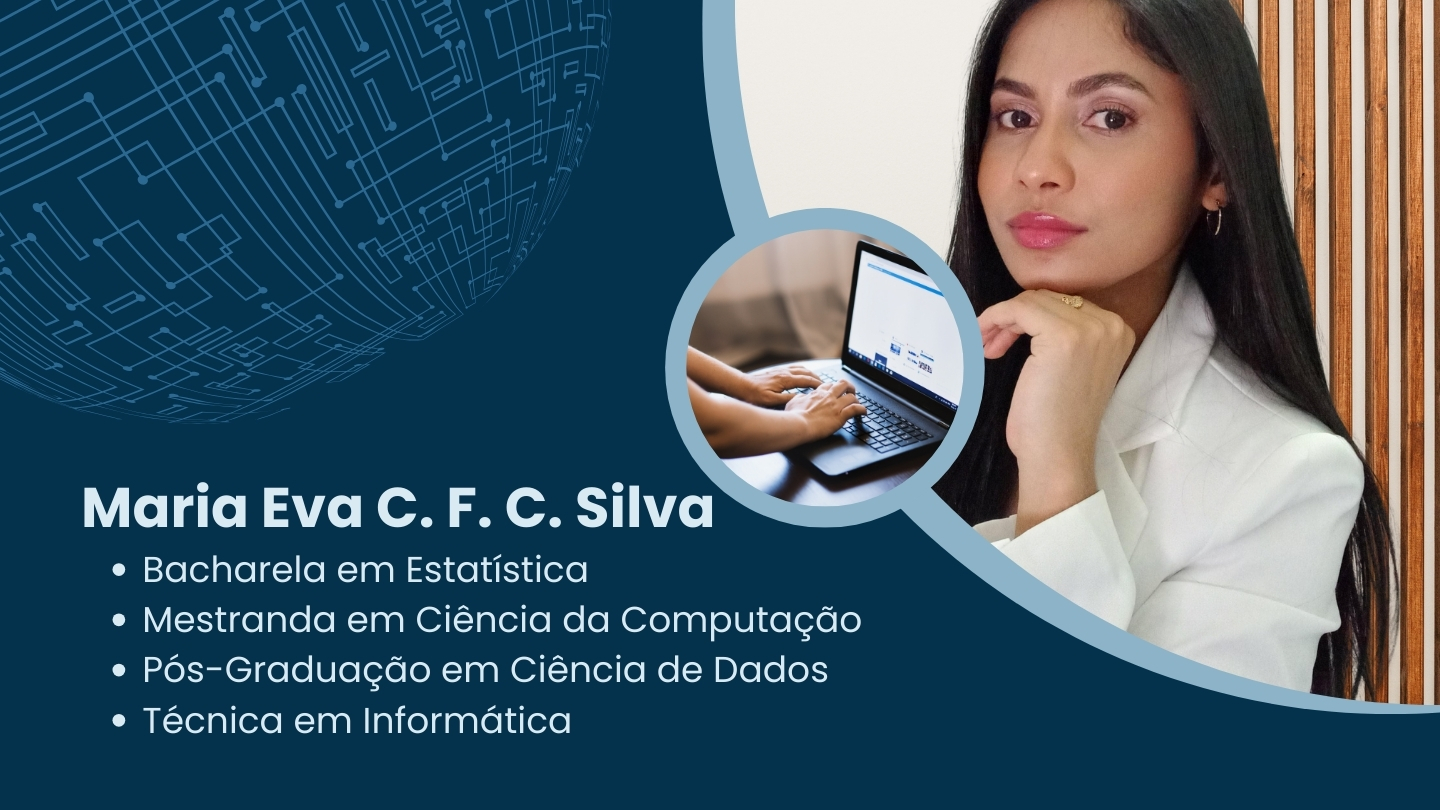 Maria Eva C. F. C. Silva
Bacharela em Estatística
Mestranda em Ciência da Computação
Pós-Graduação em Ciência de Dados
Técnica em Informática